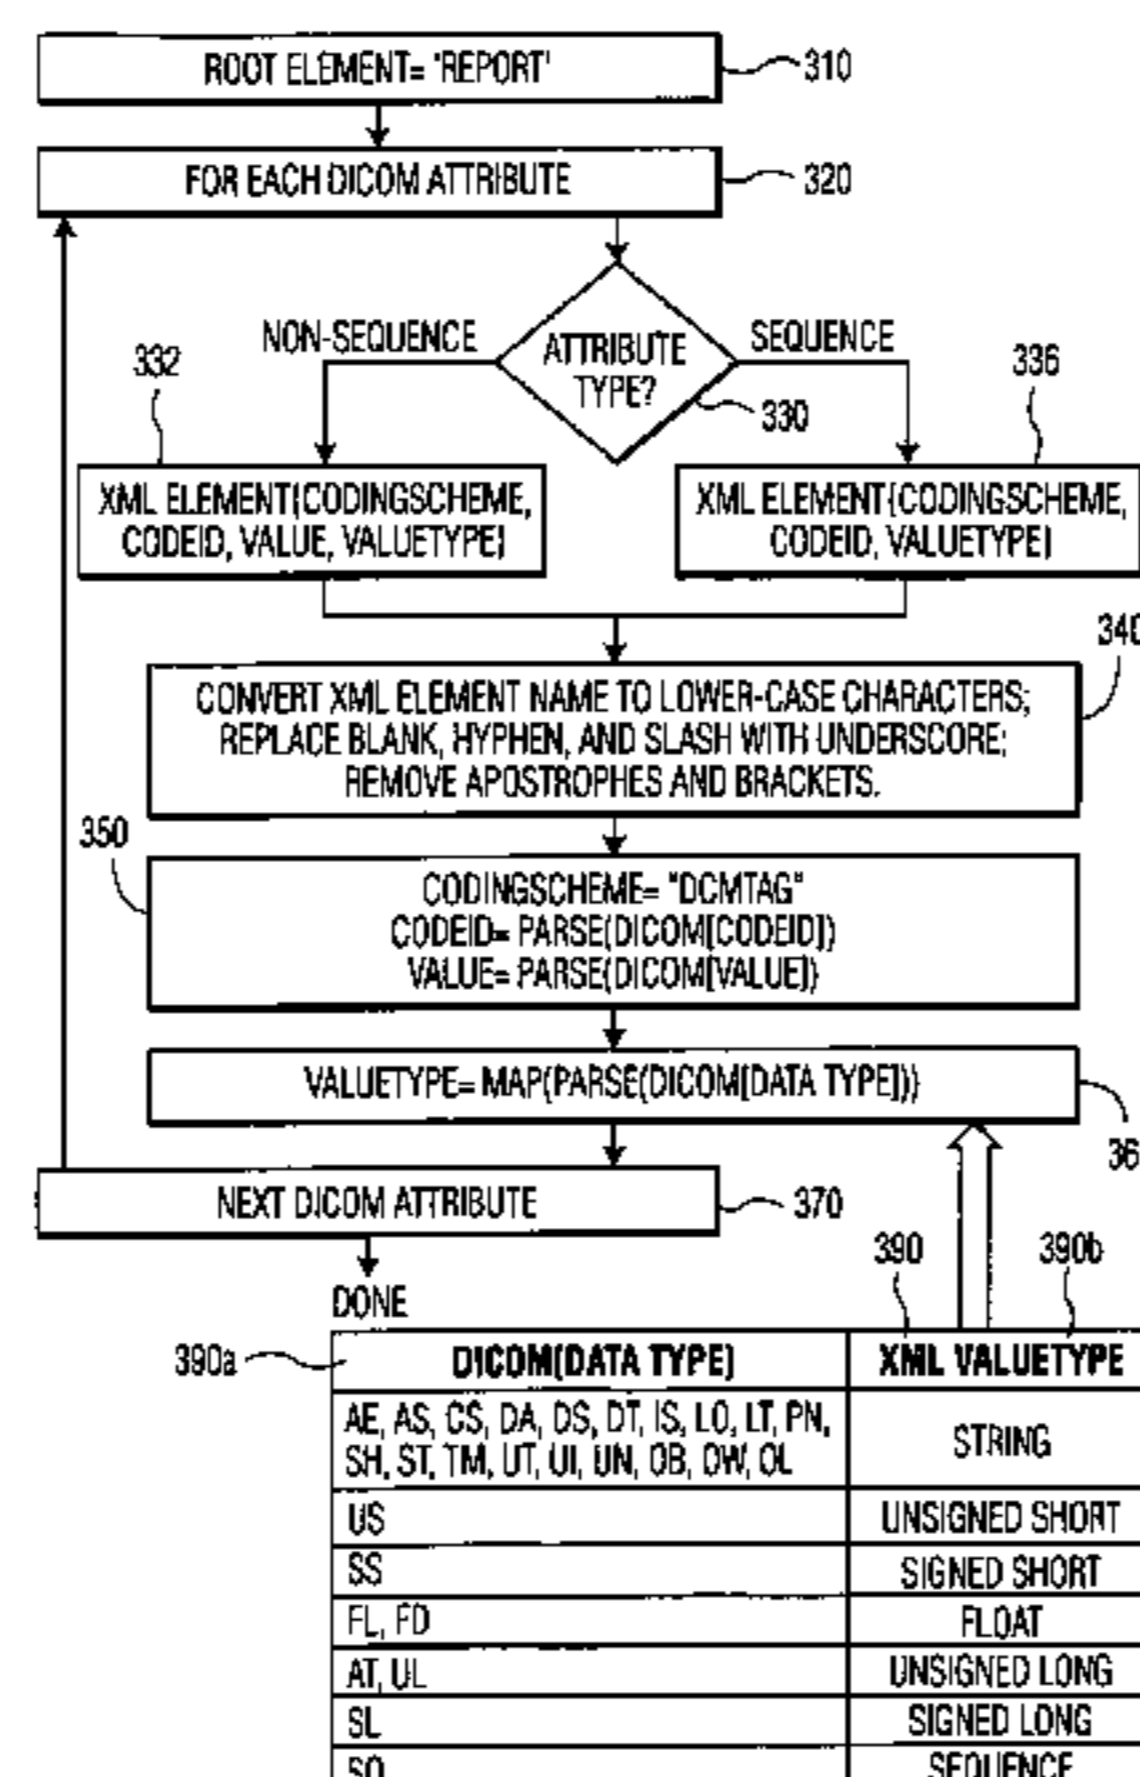 ROOT ELEMENT= 'REPORT'
310
FOR EACH DICOM ATTRIBUTE
320
NON-SEQUENCE
SEQUENCE
ATTRIBUTE
TYPE?
330
332
336
XML ELEMENT(CODINGSCHEME,
CODEID, VALUE, VALUETYPE)
XML ELEMENT(CODINGSCHEME,
CODEID, VALUETYPE)
340
CONVERT XML ELEMENT NAME TO LOWER-CASE CHARACTERS;
REPLACE BLANK, HYPHEN, AND SLASH WITH UNDERSCORE;
REMOVE APOSTROPHES AND BRACKETS.
350
CODINGSCHEME= "DCMTAG"
CODEID= PARSE(DICOM[CODEID])
VALUE= PARSE(DICOM[VALUE])
VALUETYPE= MAP(PARSE(DICOM[DATA TYPE]))
36
NEXT DICOM ATTRIBUTE
370
DONE
390
390b
390a
DICOM(DATA TYPE)
XML VALUETYPE
AE, AS, CS, DA, DS, DT, IS, LO, LT, PN,
SH, ST, TM, UT, UI, UN, OB, OW, OL
STRING
US
UNSIGNED SHORT
SS
SIGNED SHORT
FL, FD
FLOAT
AT, UL
UNSIGNED LONG
SL
SIGNED LONG
SQ
SEQUENCE